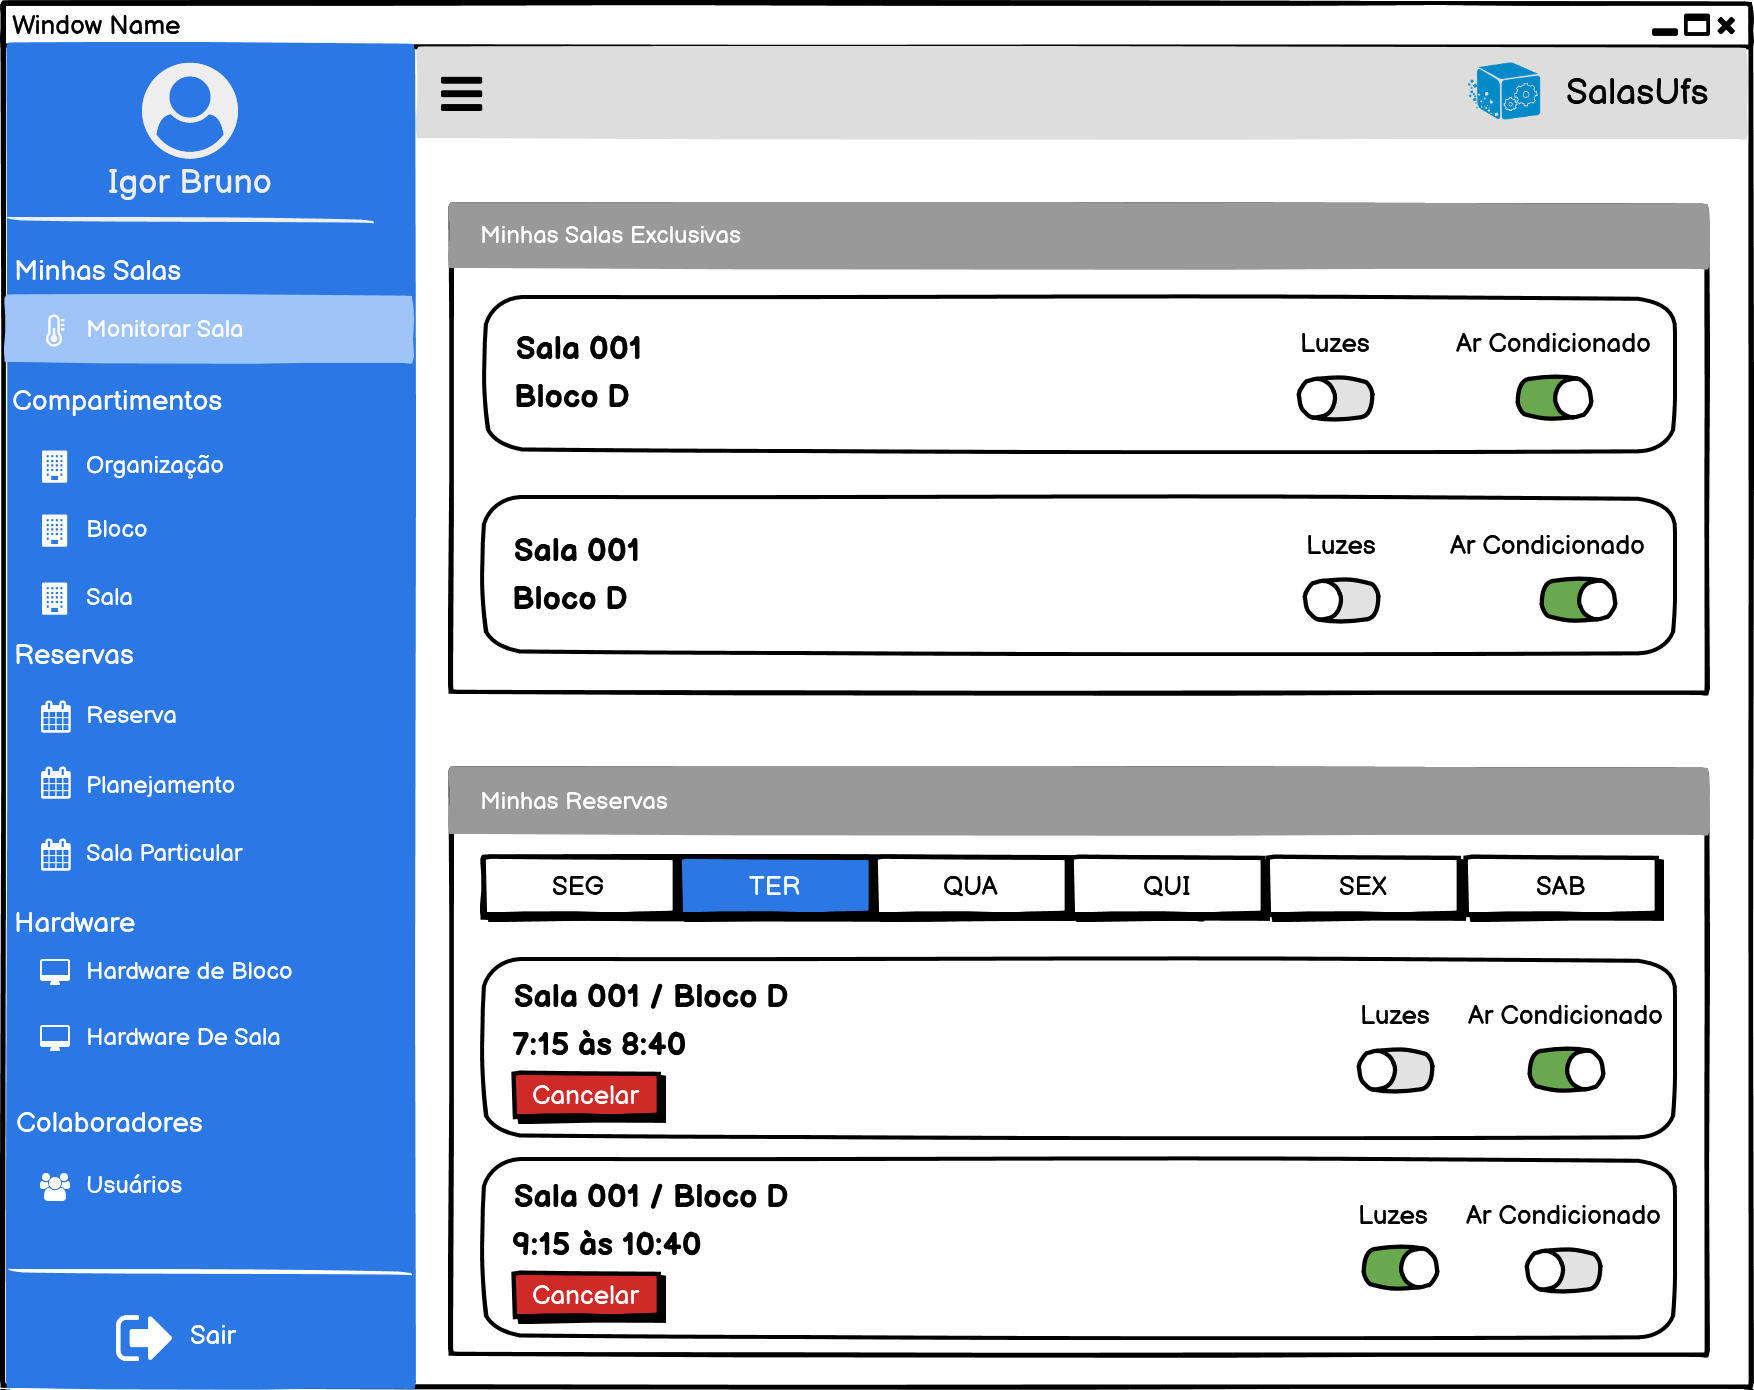 Window Name
Igor Bruno
Minhas Salas
Monitorar Sala
Compartimentos
Organização
Bloco
Sala
Reservas
Reserva
Planejamento
Sala Particular
Hardware
Hardware de Bloco
Hardware De Sala
Colaboradores
Usuários
Sair
SalasUfs
Minhas Salas Exclusivas
Sala 001
Bloco D
Luzes
Ar Condicionado
Sala 001
Bloco D
Luzes
Ar Condicionado
Minhas Reservas
SEG
TER
QUA
QUI
SEX
SAB
Sala 001 / Bloco D
7:15 às 8:40
Cancelar
Luzes
Ar Condicionado
Sala 001 / Bloco D
9:15 às 10:40
Cancelar
Luzes
Ar Condicionado